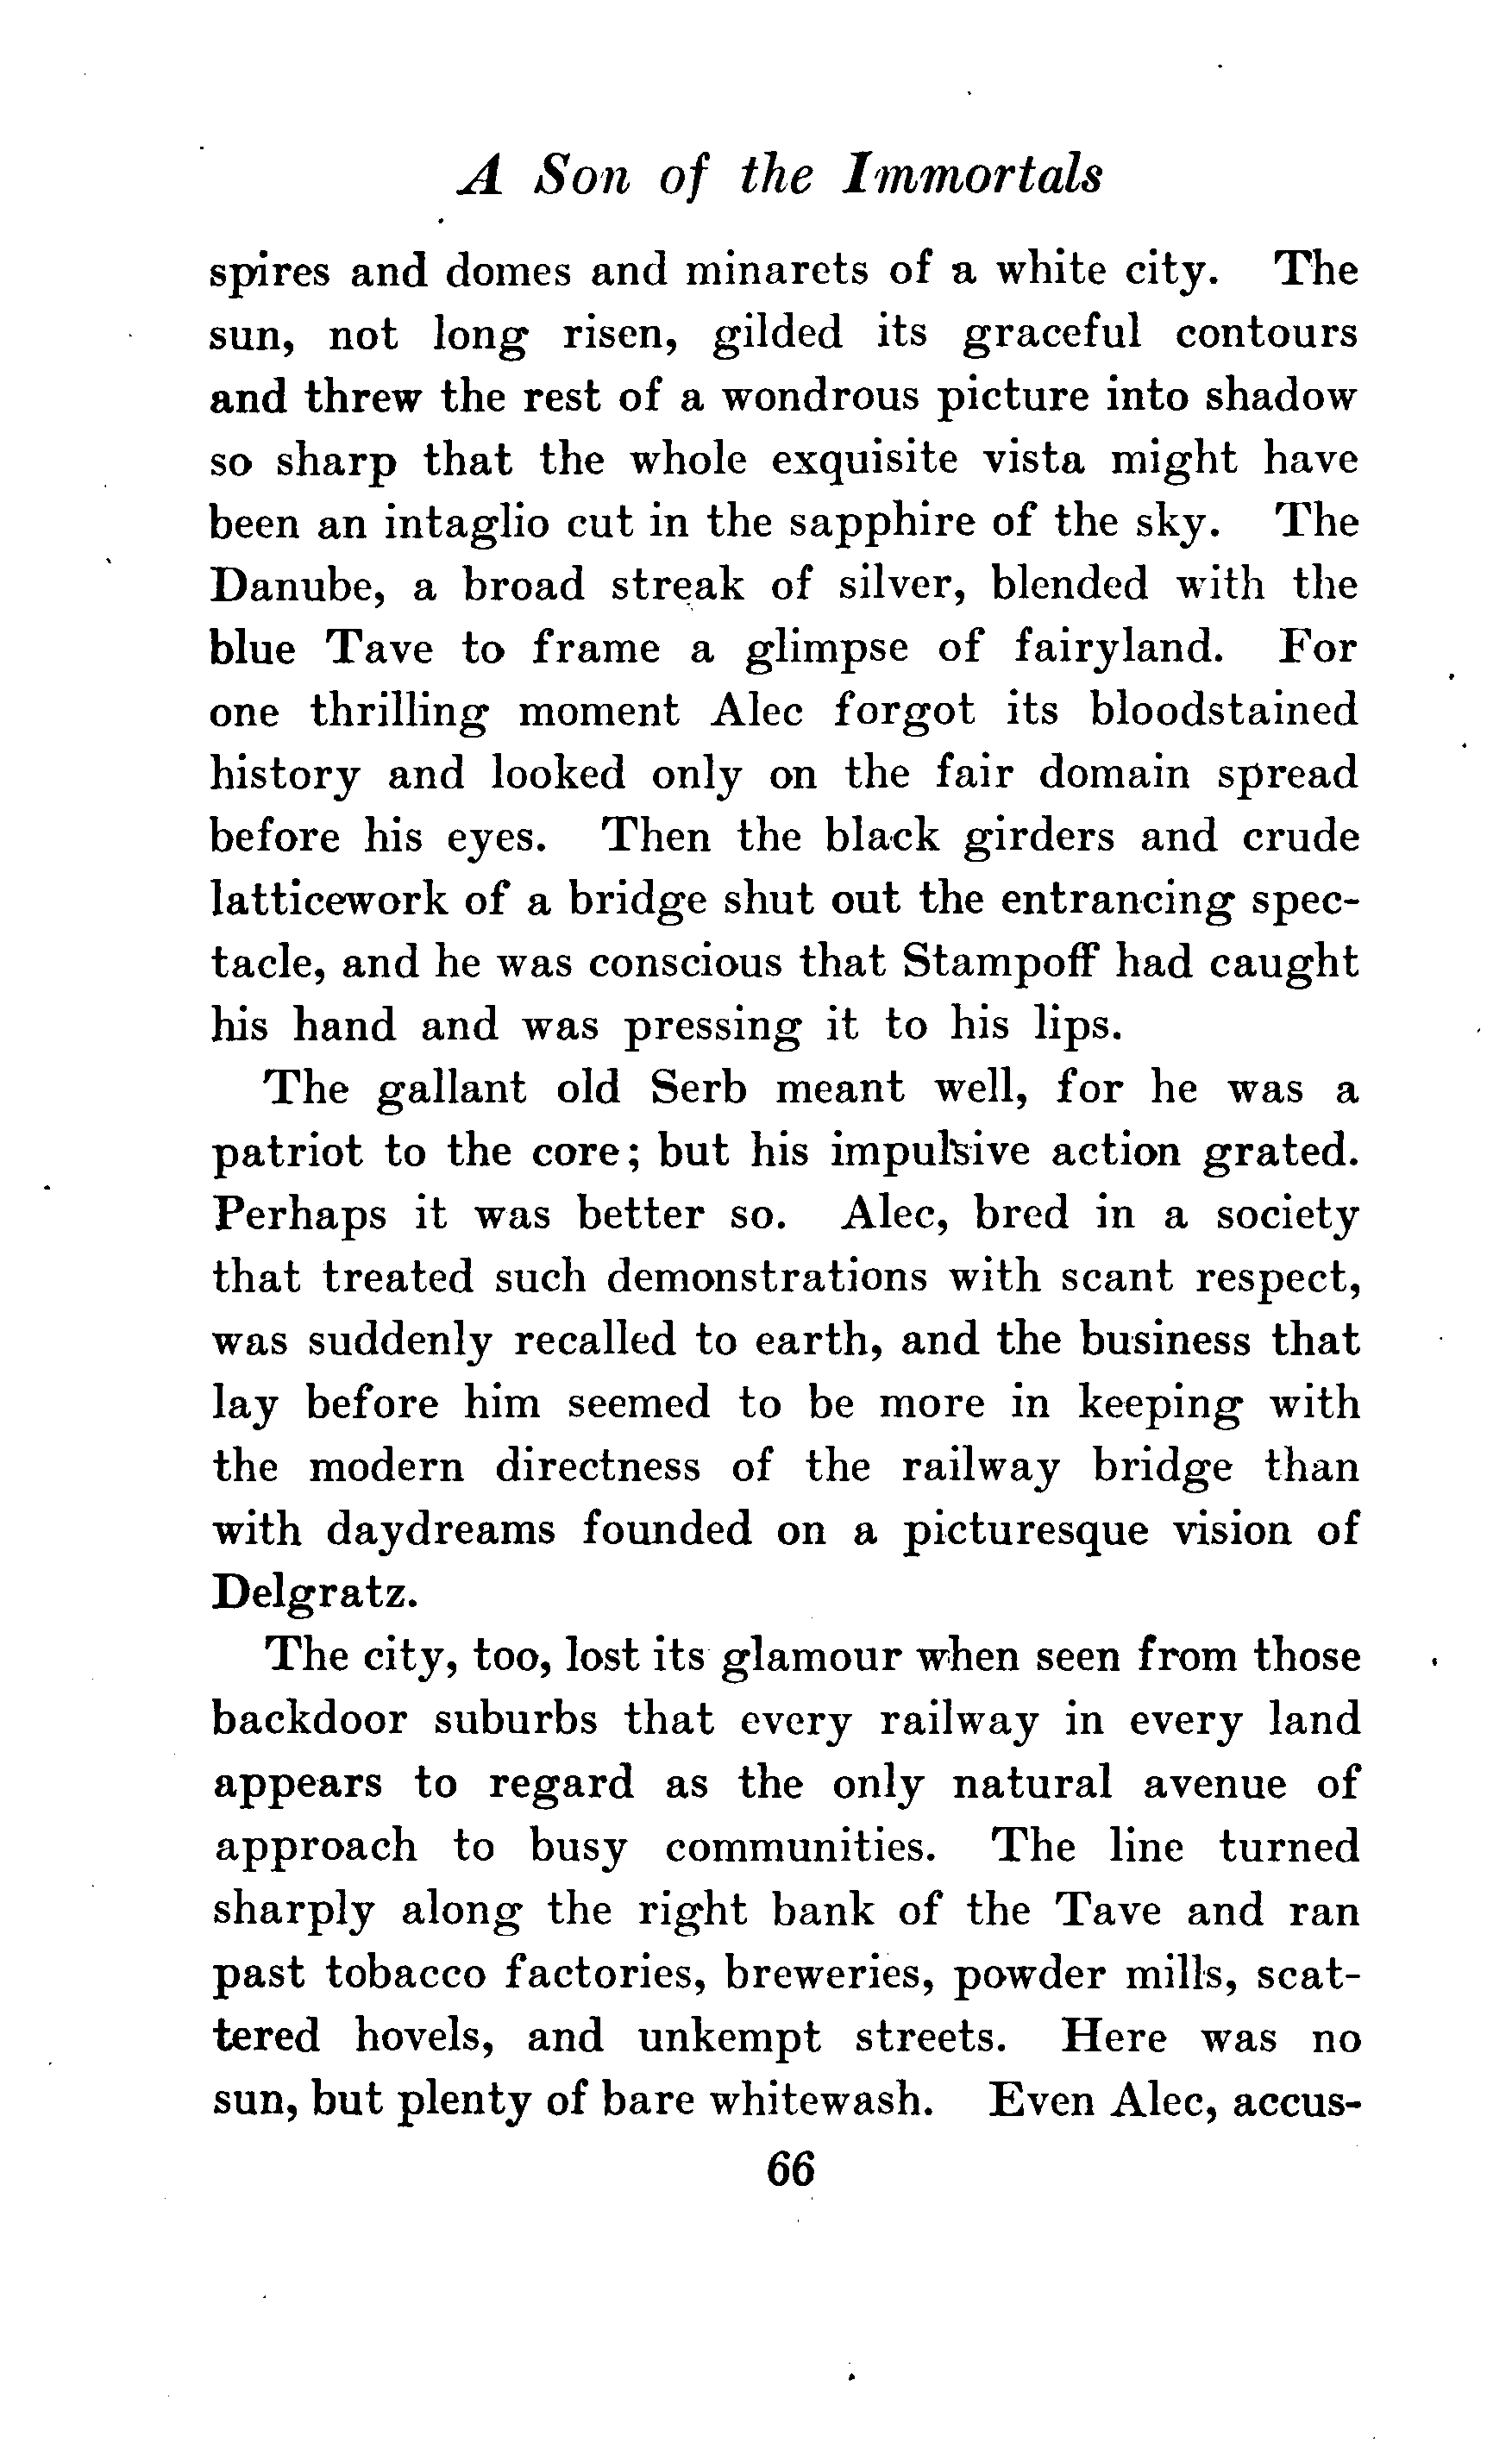 A Son of the Immortals
spires and domes and minarets of a white city. The
sun, not long risen, gilded its graceful contours
and threw the rest of a wondrous picture into shadow
so sharp that the whole exquisite vista might have
been an intaglio cut in the sapphire of the sky. The
Danube, a broad streak of silver, blended with the
blue Tave to frame a glimpse of fairyland. For
one thrilling moment Alec forgot its bloodstained
history and looked only on the fair domain spread
before his eyes. Then the black girders and crude
latticework of a bridge shut out the entrancing spec-
tacle, and he was conscious that Stampoff had caught
his hand and was pressing it to his lips.
The gallant old Serb meant well, for he was a
patriot to the core; but his impulsive action grated.
Perhaps it was better so. Alec, bred in a society
that treated such demonstrations with scant respect,
was suddenly recalled to earth, and the business that
lay before him seemed to be more in keeping with
the modern directness of the railway bridge than
with daydreams founded on a picturesque vision of
Delgratz.
The city, too, lost its glamour when seen from those
backdoor suburbs that every railway in every land
appears to regard as the only natural avenue of
approach to busy communities. The line turned
sharply along the right bank of the Tave and ran
past tobacco factories, breweries, powder mills, scat-
tered hovels, and unkempt streets. Here was no
sun, but plenty of bare whitewash. Even Alec, accus-
66